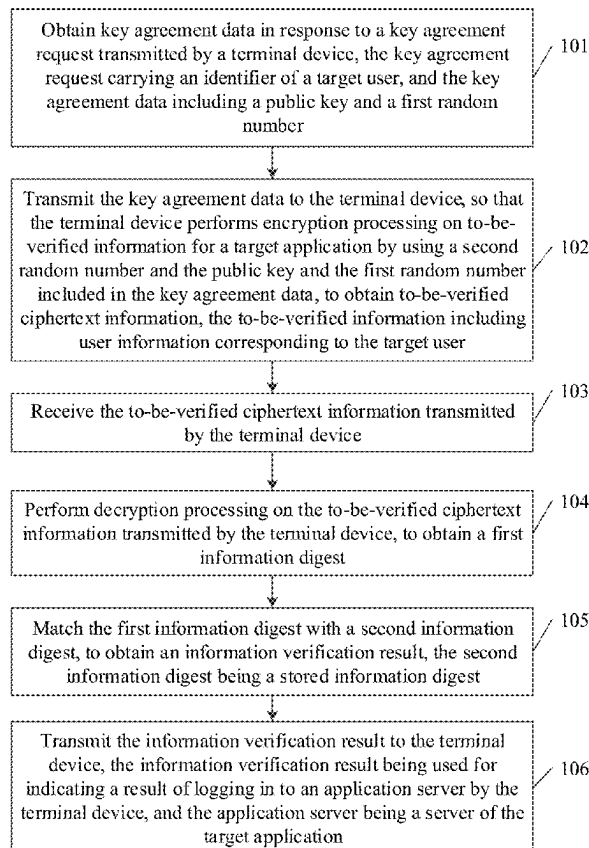 Obtain key agreement data in response to a key agreement
request transmitted by a terminal device, the key agreement
request carrying an identifier of a target user, and the key
agreement data including a public key and a first random
number
101
Transmit the key agreement data to the terminal device, so that
the terminal device performs encryption processing on to-be-
verified information for a target application by using a second
random number and the public key and the first random number
included in the key agreement data, to obtain to-be-verified
ciphertext information, the to-be-verified information including
user information corresponding to the target user
102
Receive the to-be-verified ciphertext information transmitted
by the terminal device
103
Perform decryption processing on the to-be-verified ciphertext
information transmitted by the terminal device, to obtain a first
information digest
104
Match the first information digest with a second information
digest, to obtain an information verification result, the second
information digest being a stored information digest
105
Transmit the information verification result to the terminal
device, the information verification result being used for
indicating a result of logging in to an application server by the
terminal device, and the application server being a server of the
target application
106